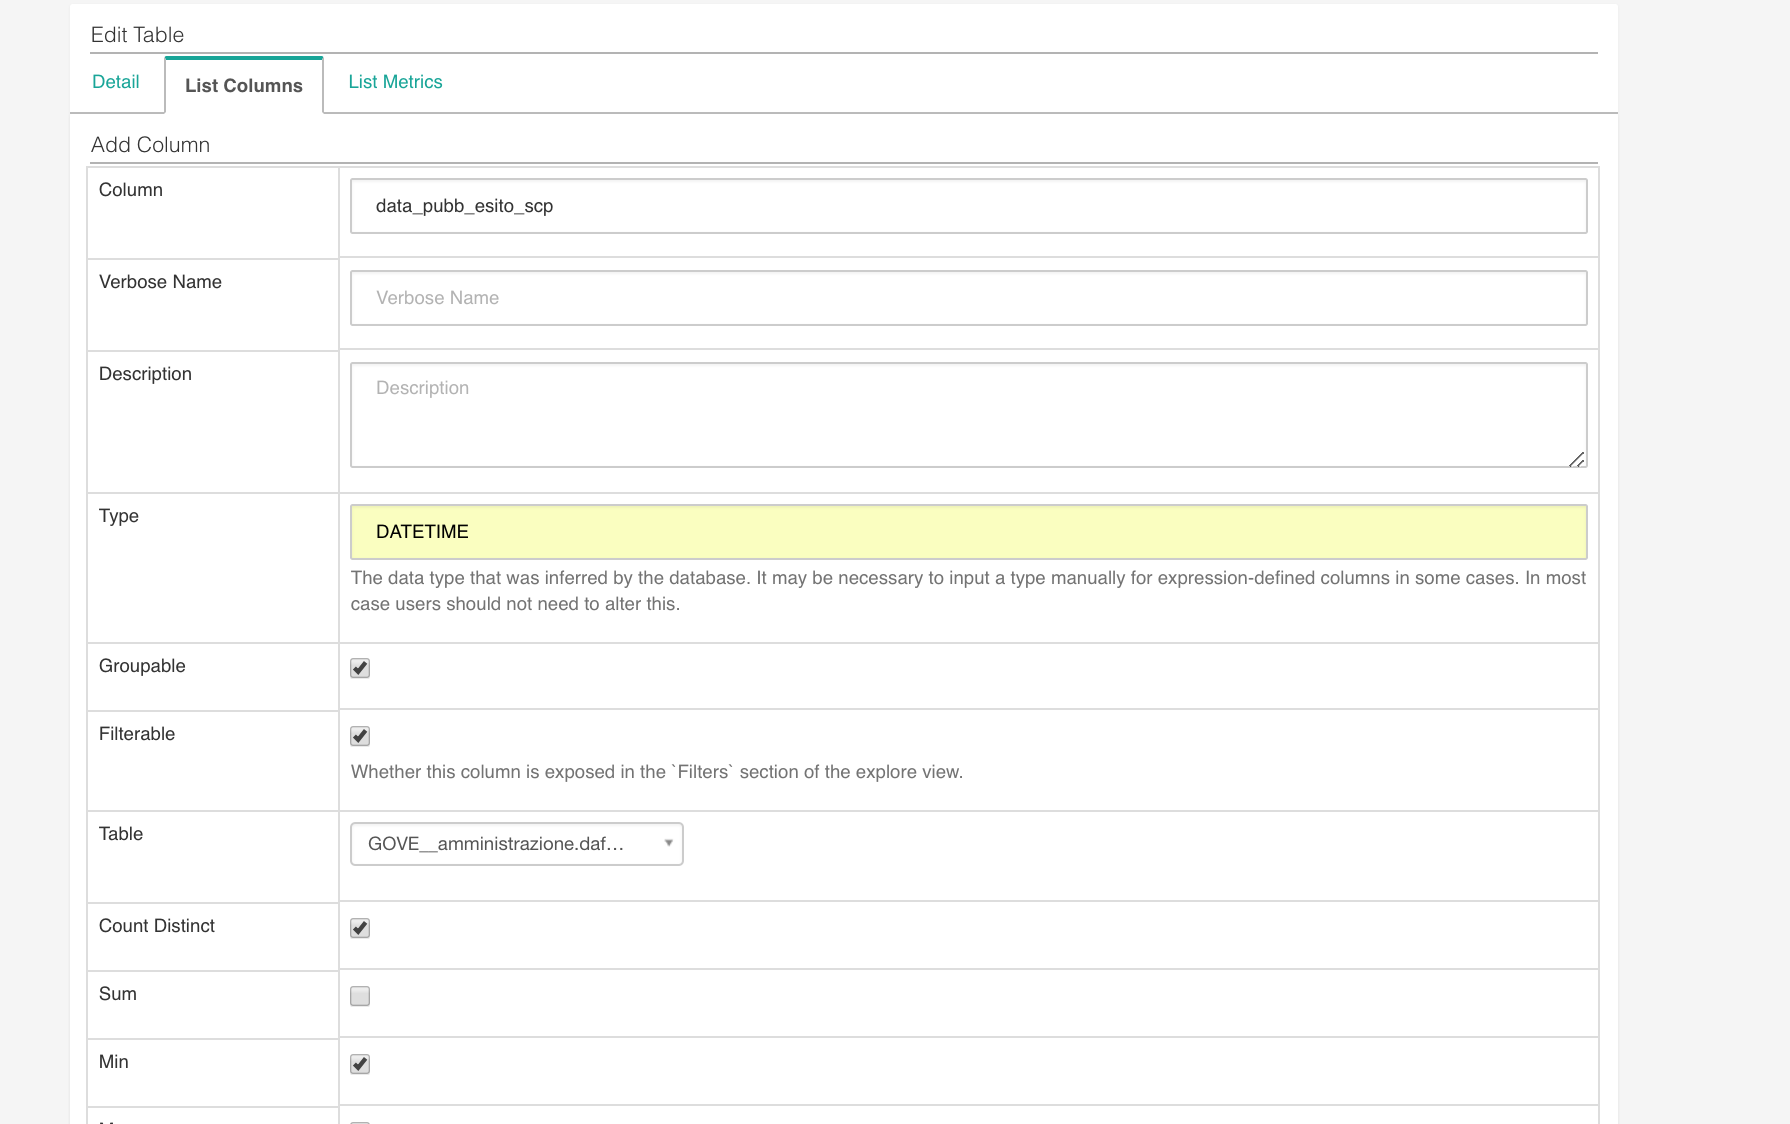 Edit Table
Detail
List Columns
List Metrics
Add Column
Column
data_pubb_esito_scp
Verbose Name
Verbose Name
Description
Description
Type
DATETIME
The data type that was inferred by the database. It may be necessary to input a type manually for expression-defined columns in some cases. In most
case users should not need to alter this.
Groupable
Filterable
Whether this column is exposed in the `Filters` section of the explore view.
Table
GOVE__amministrazione.daf...
Count Distinct
Sum
Min